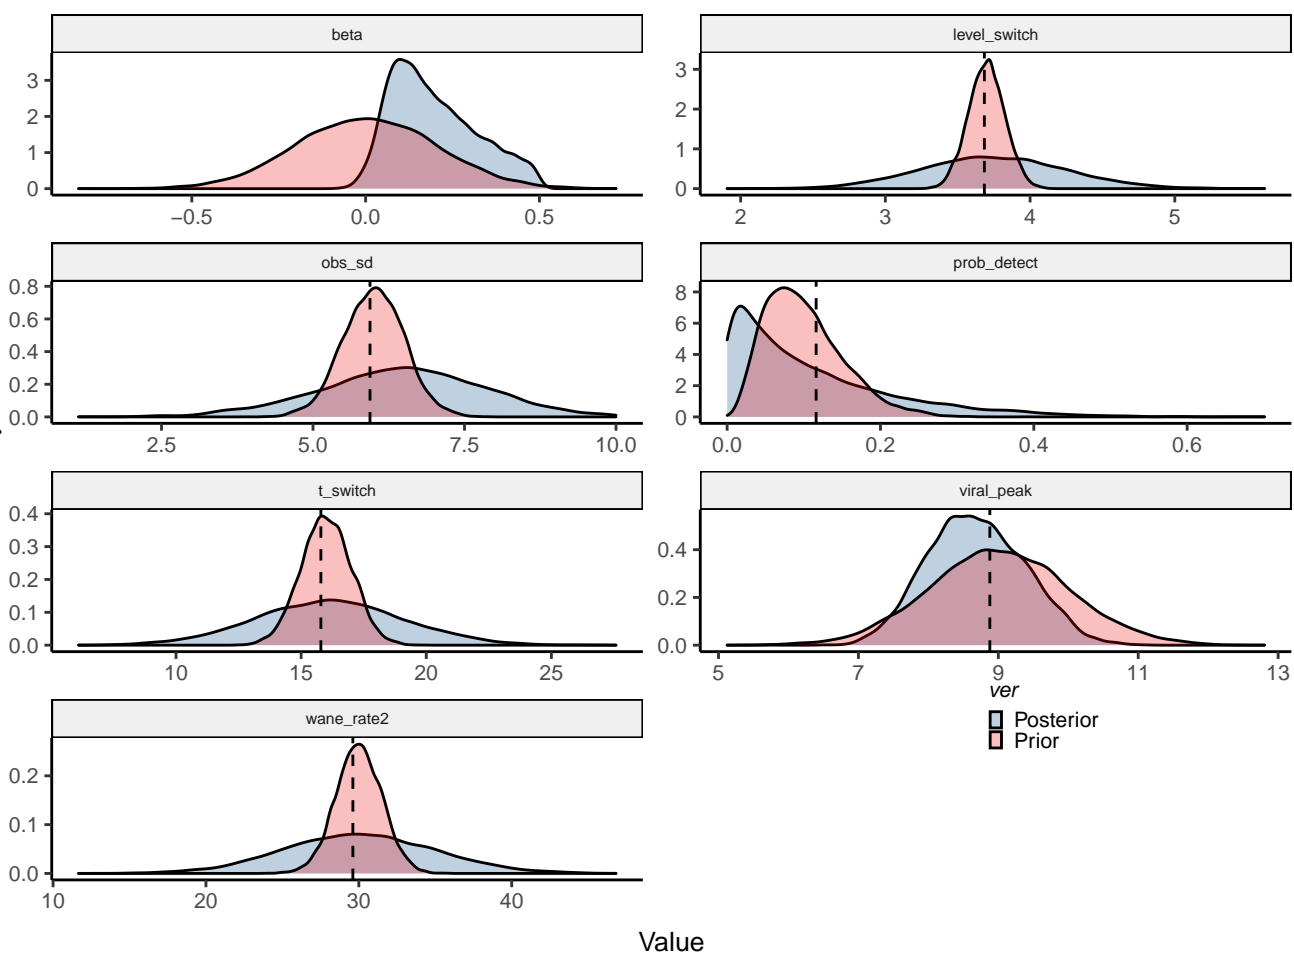 beta
3
2
1
0
−0.5 0.0 0.5
level_switch
3
2
1
0
2 3 4 5
obs_sd
0.8
0.6
0.4
0.2
0.0
2.5 5.0 7.5 10.0
prob_detect
8
6
4
2
0
0.0 0.2 0.4 0.6
t_switch
0.4
0.3
0.2
0.1
0.0
10 15 20 25
viral_peak
0.4
0.2
0.0
5 7 9 11 13
wane_rate2
0.2
0.1
0.0
10 20 30 40
ver
Posterior
Prior
Value